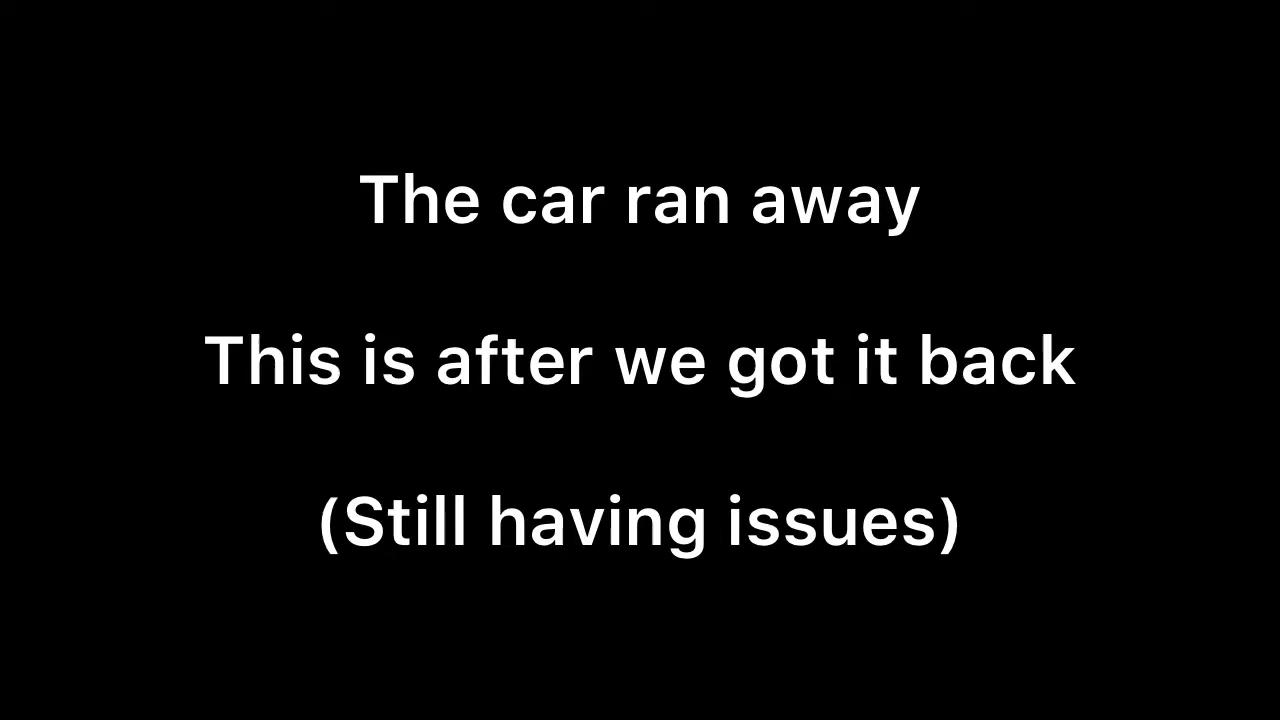 The car ran away
This is after we got it back
(Still having issues)